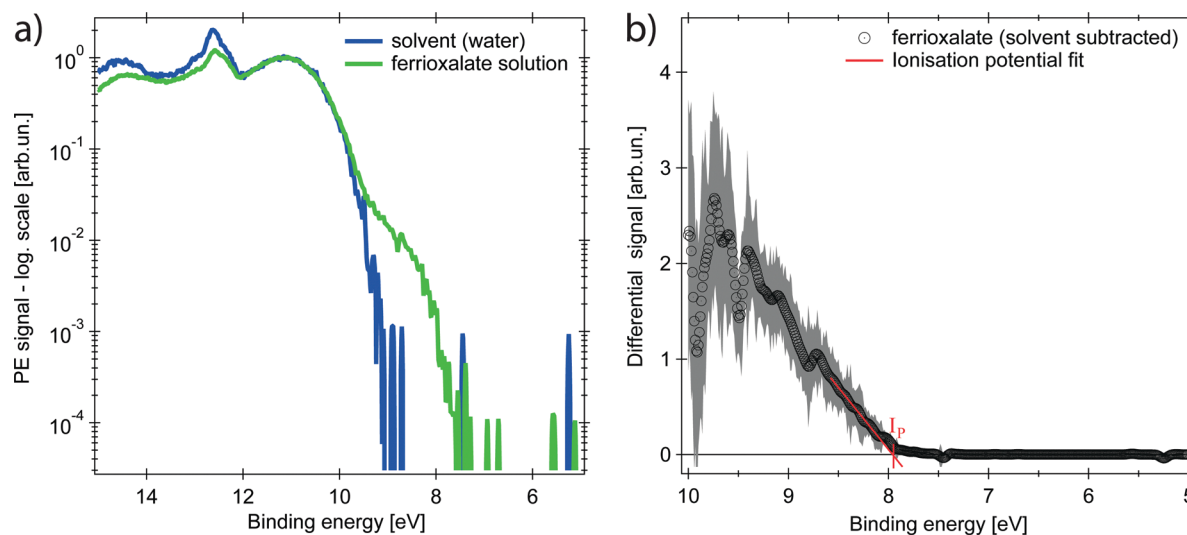 a)
solvent (water)
ferrioxalate solution
PE signal - log. scale [arb.un.]
10^0
10^-1
10^-2
10^-3
10^-4
14
12
10
8
6
Binding energy [eV]
b)
ferrioxalate (solvent subtracted)
Ionisation potential fit
Differential signal [arb.un.]
4
3
2
1
0
I_P
10
9
8
7
6
5
Binding energy [eV]